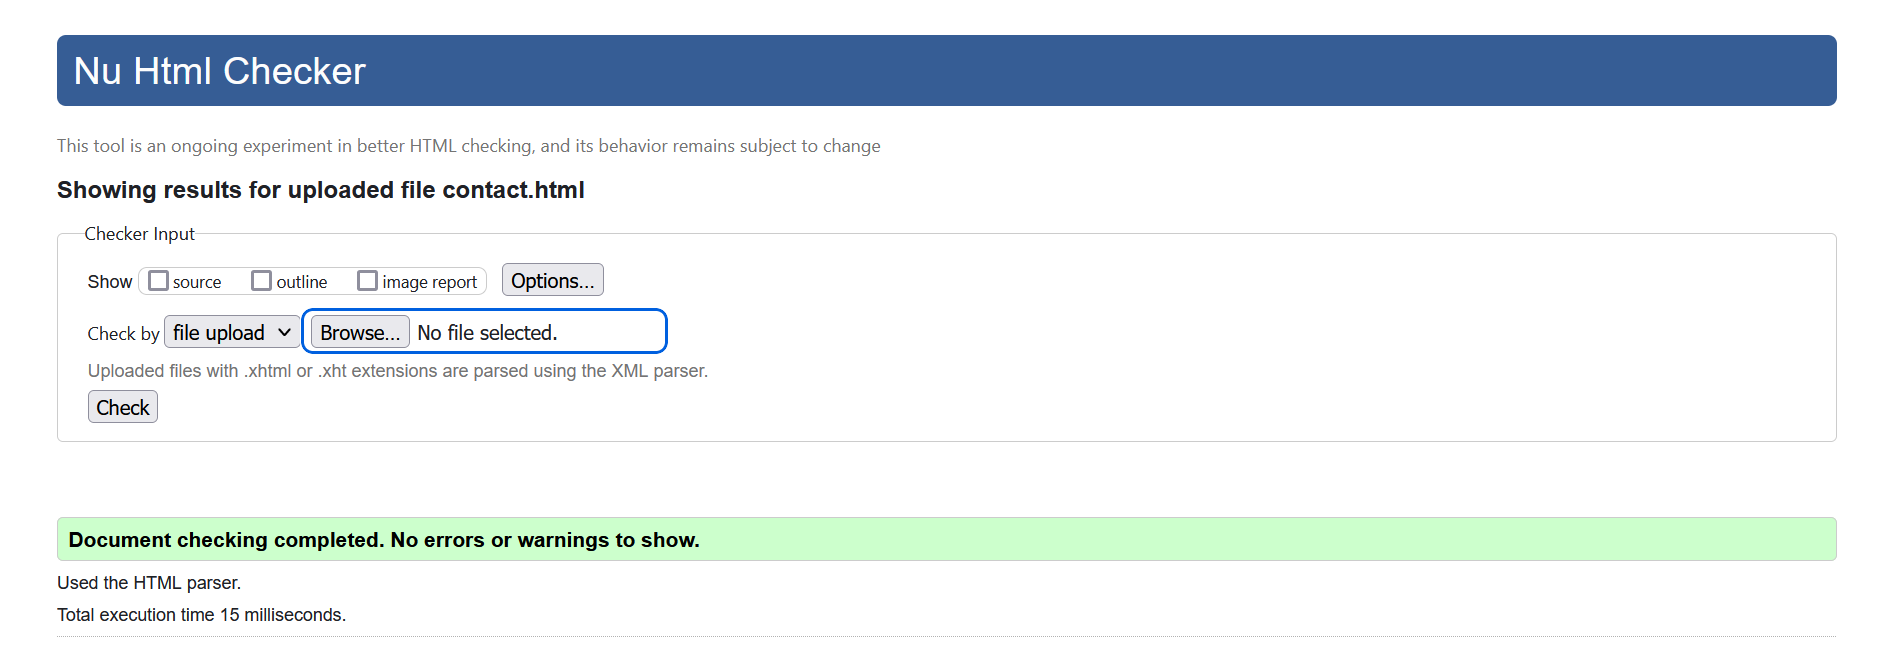 Nu Html Checker
This tool is an ongoing experiment in better HTML checking, and its behavior remains subject to change
Showing results for uploaded file contact.html
Checker Input
Show source outline image report Options...
Check by file upload Browse... No file selected.
Uploaded files with .xhtml or .xht extensions are parsed using the XML parser.
Check
Document checking completed. No errors or warnings to show.
Used the HTML parser.
Total execution time 15 milliseconds.